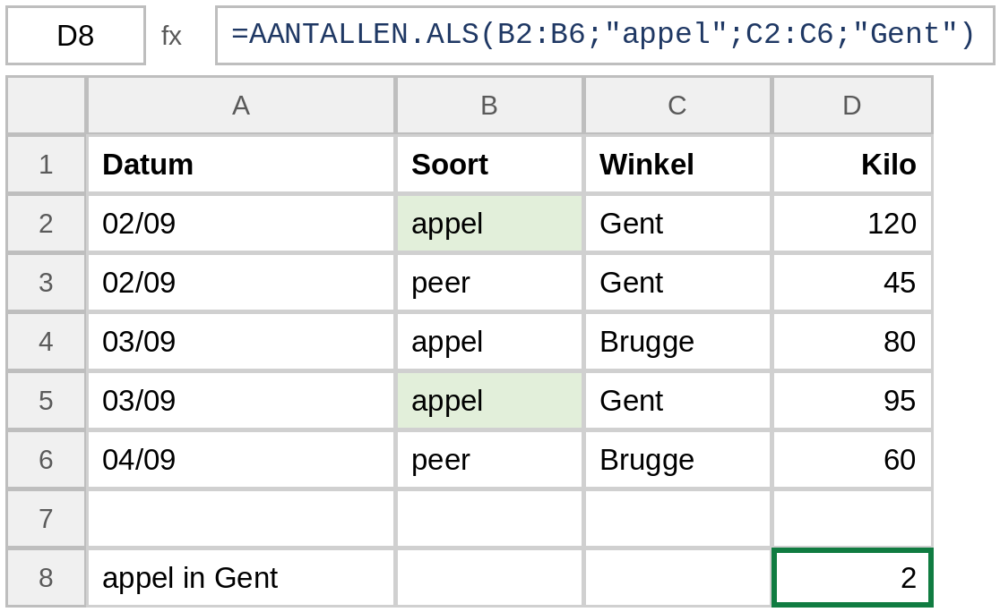 D8 fx =AANTALLEN.ALS(B2:B6;"appel";C2:C6;"Gent")
A B C D
1 Datum Soort Winkel Kilo
2 02/09 appel Gent 120
3 02/09 peer Gent 45
4 03/09 appel Brugge 80
5 03/09 appel Gent 95
6 04/09 peer Brugge 60
7
8 appel in Gent 2